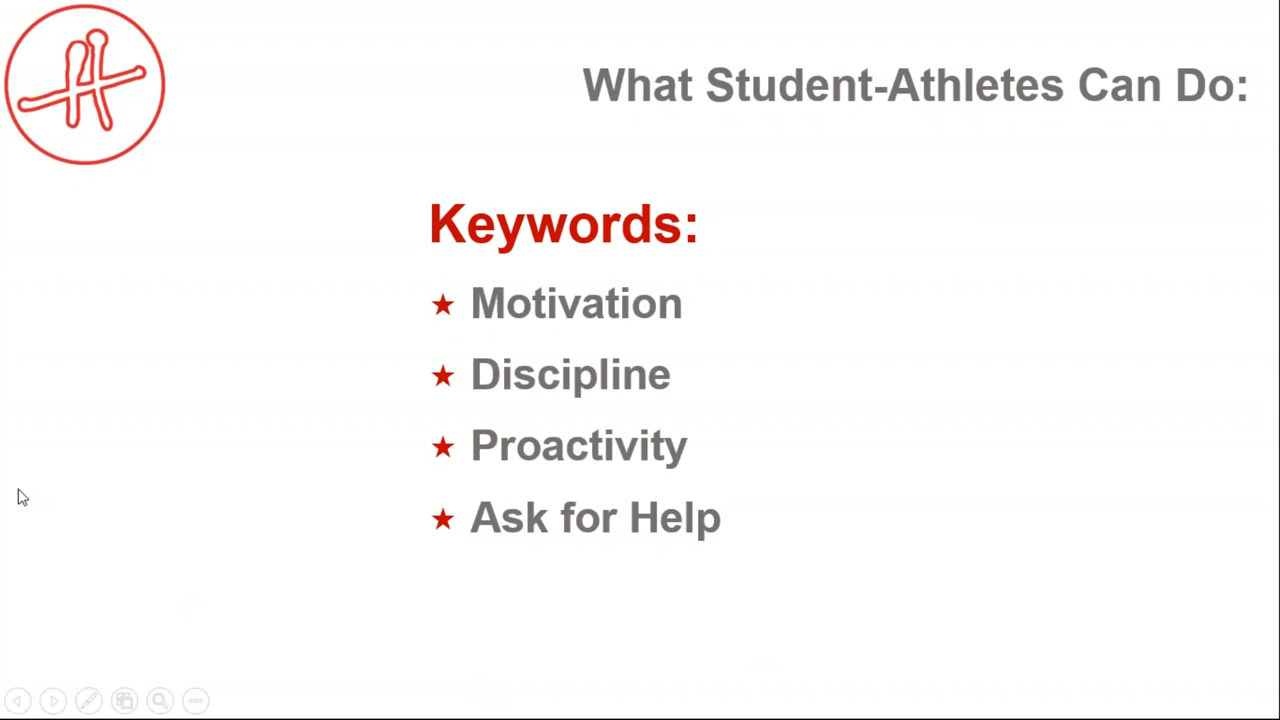 What Student-Athletes Can Do:
Keywords:
Motivation
Discipline
Proactivity
Ask for Help